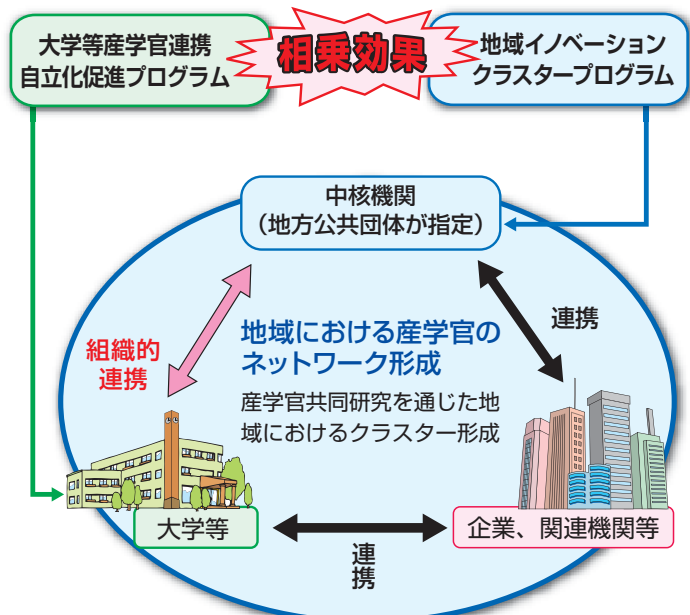 大学等産学官連携
自立化促進プログラム
相乗効果
地域イノベーション
クラスタープログラム
中核機関
（地方公共団体が指定）
組織的
連携
地域における産学官の
ネットワーク形成
産学官共同研究を通じた地
域におけるクラスター形成
連携
大学等
連携
企業、関連機関等